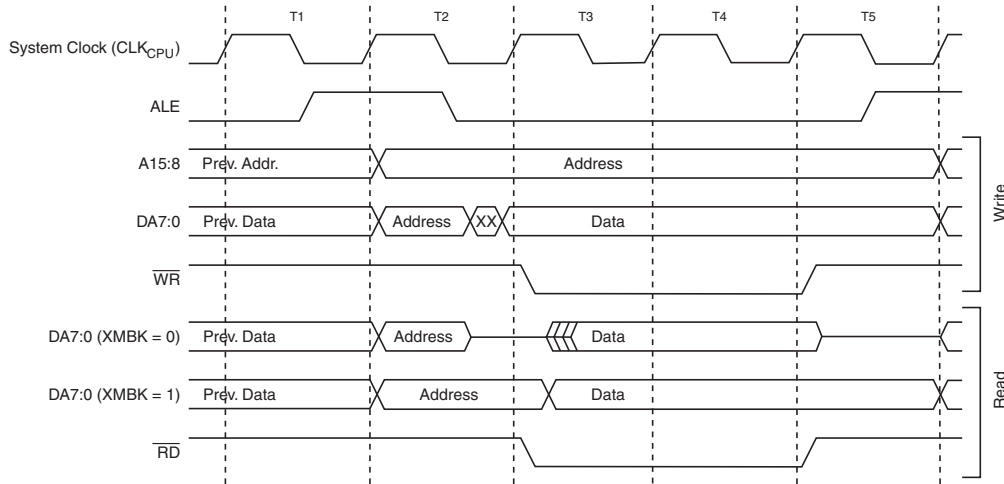 T1 T2 T3 T4 T5
System Clock (CLKCPU)
ALE
A15:8 Prev. Addr. Address
DA7:0 Prev. Data Address XX Data
WR
Write
DA7:0 (XMBK = 0) Prev. Data Address Data
DA7:0 (XMBK = 1) Prev. Data Address Data
RD
Read